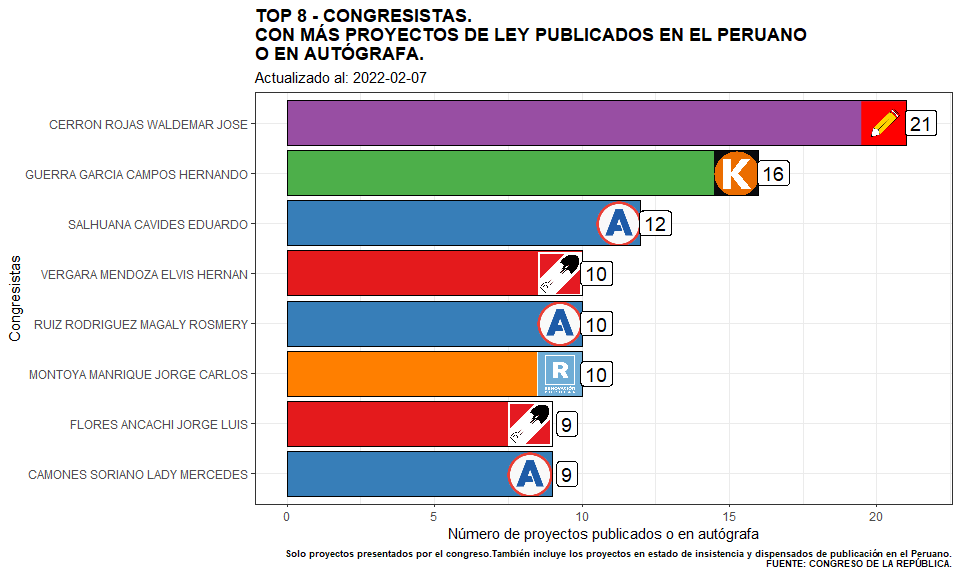 TOP 8 - CONGRESISTAS.
CON MÁS PROYECTOS DE LEY PUBLICADOS EN EL PERUANO
O EN AUTÓGRAFA.
Actualizado al: 2022-02-07
Congresistas
CERRON ROJAS WALDEMAR JOSE
21
GUERRA GARCIA CAMPOS HERNANDO
K
16
SALHUANA CAVIDES EDUARDO
A
12
VERGARA MENDOZA ELVIS HERNAN
10
RUIZ RODRIGUEZ MAGALY ROSMERY
A
10
MONTOYA MANRIQUE JORGE CARLOS
R
RENOVACIÓN
POPULAR
10
FLORES ANCACHI JORGE LUIS
9
CAMONES SORIANO LADY MERCEDES
A
9
0 5 10 15 20
Número de proyectos publicados o en autógrafa
Solo proyectos presentados por el congreso.También incluye los proyectos en estado de insistencia y dispensados de publicación en el Peruano.
FUENTE: CONGRESO DE LA REPÚBLICA.